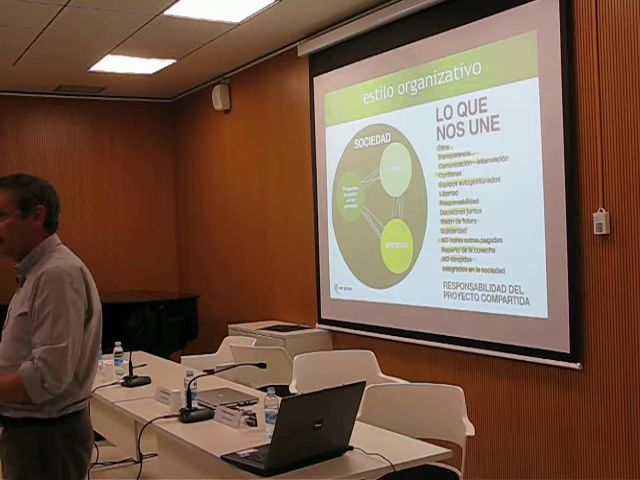 estilo organizativo
SOCIEDAD
LO QUE
NOS UNE
Ética
Transparencia
Comunicación - Información
Confianza
Equipos autogestionados
Libertad
Responsabilidad
Decisiones juntos
Visión de futuro
Solidaridad
NO horas extras pagadas
Reparto de la cosecha
NO despidos
Integrados en la sociedad
RESPONSABILIDAD DEL
PROYECTO COMPARTIDA